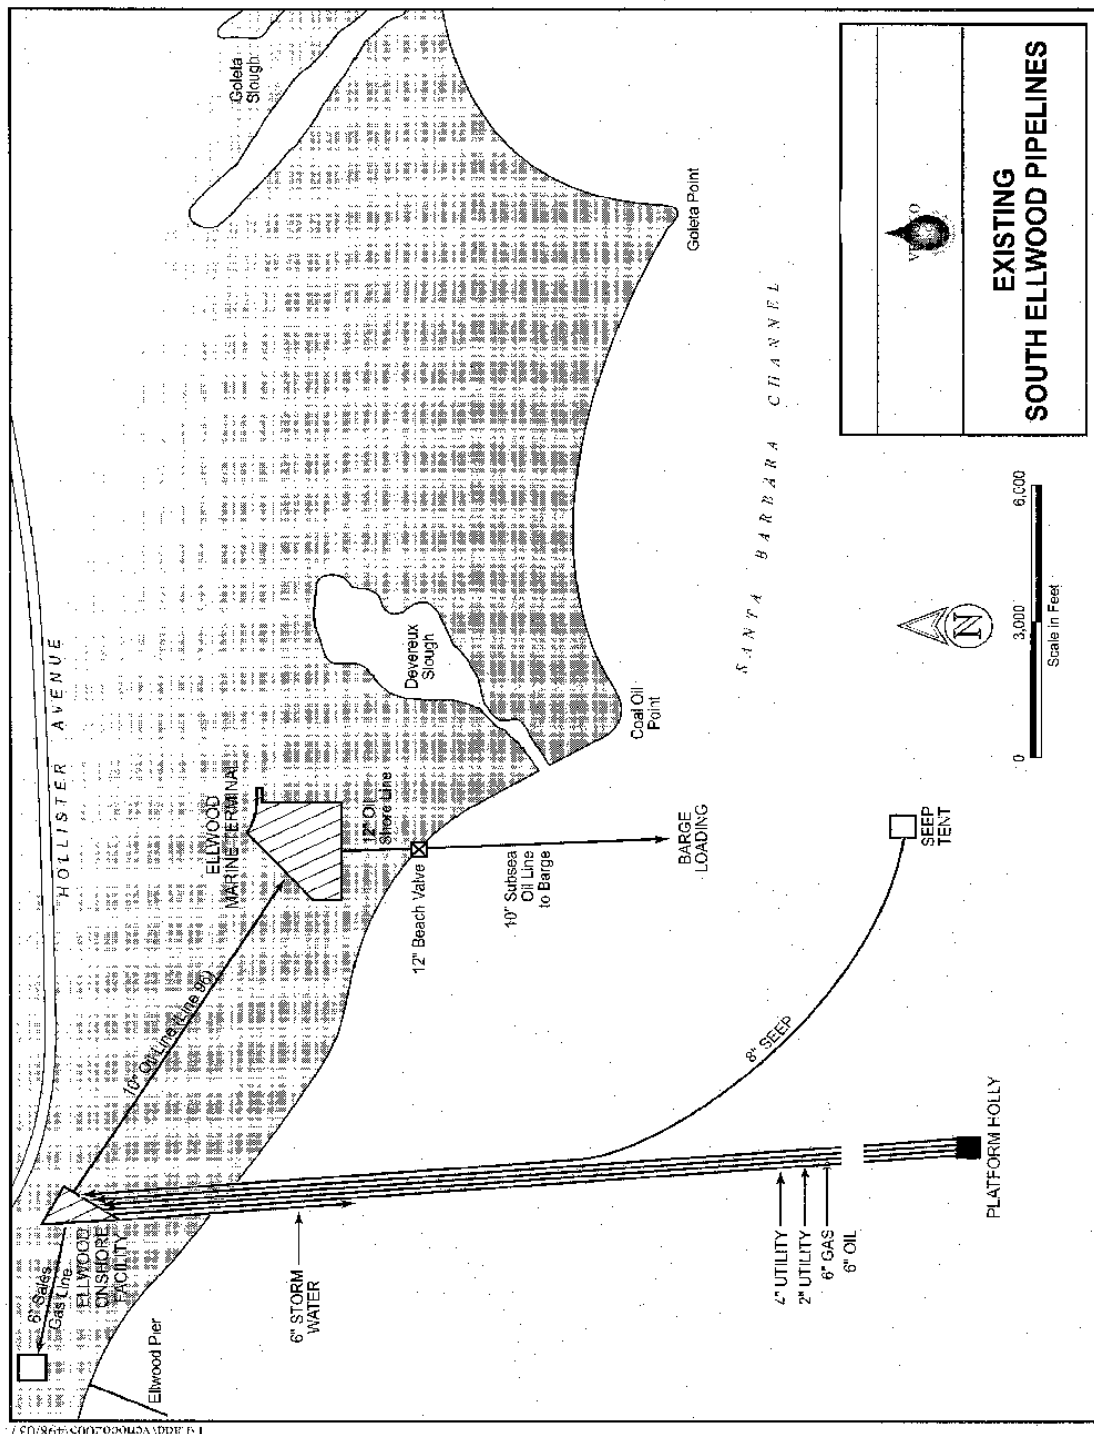 Goleta
Slough
HOLLISTER AVENUE
ELLWOOD
MARINE TERMINAL
12" Oil
Shore Line
Devereux
Slough
Goleta Point
Coal Oil
Point
SANTA BARBARA CHANNEL
10" Oil Line (Line 96)
12" Beach Valve
10" Subsea
Oil Line
to Barge
BARGE
LOADING
SEEP
TENT
8" SEEP
6" Sales
Gas Line
ELLWOOD
ONSHORE
FACILITY
Ellwood Pier
6" STORM
WATER
4" UTILITY
2" UTILITY
6" GAS
6" OIL
PLATFORM HOLLY
N
0 3,000 6,000
Scale in Feet
EXISTING
SOUTH ELLWOOD PIPELINES